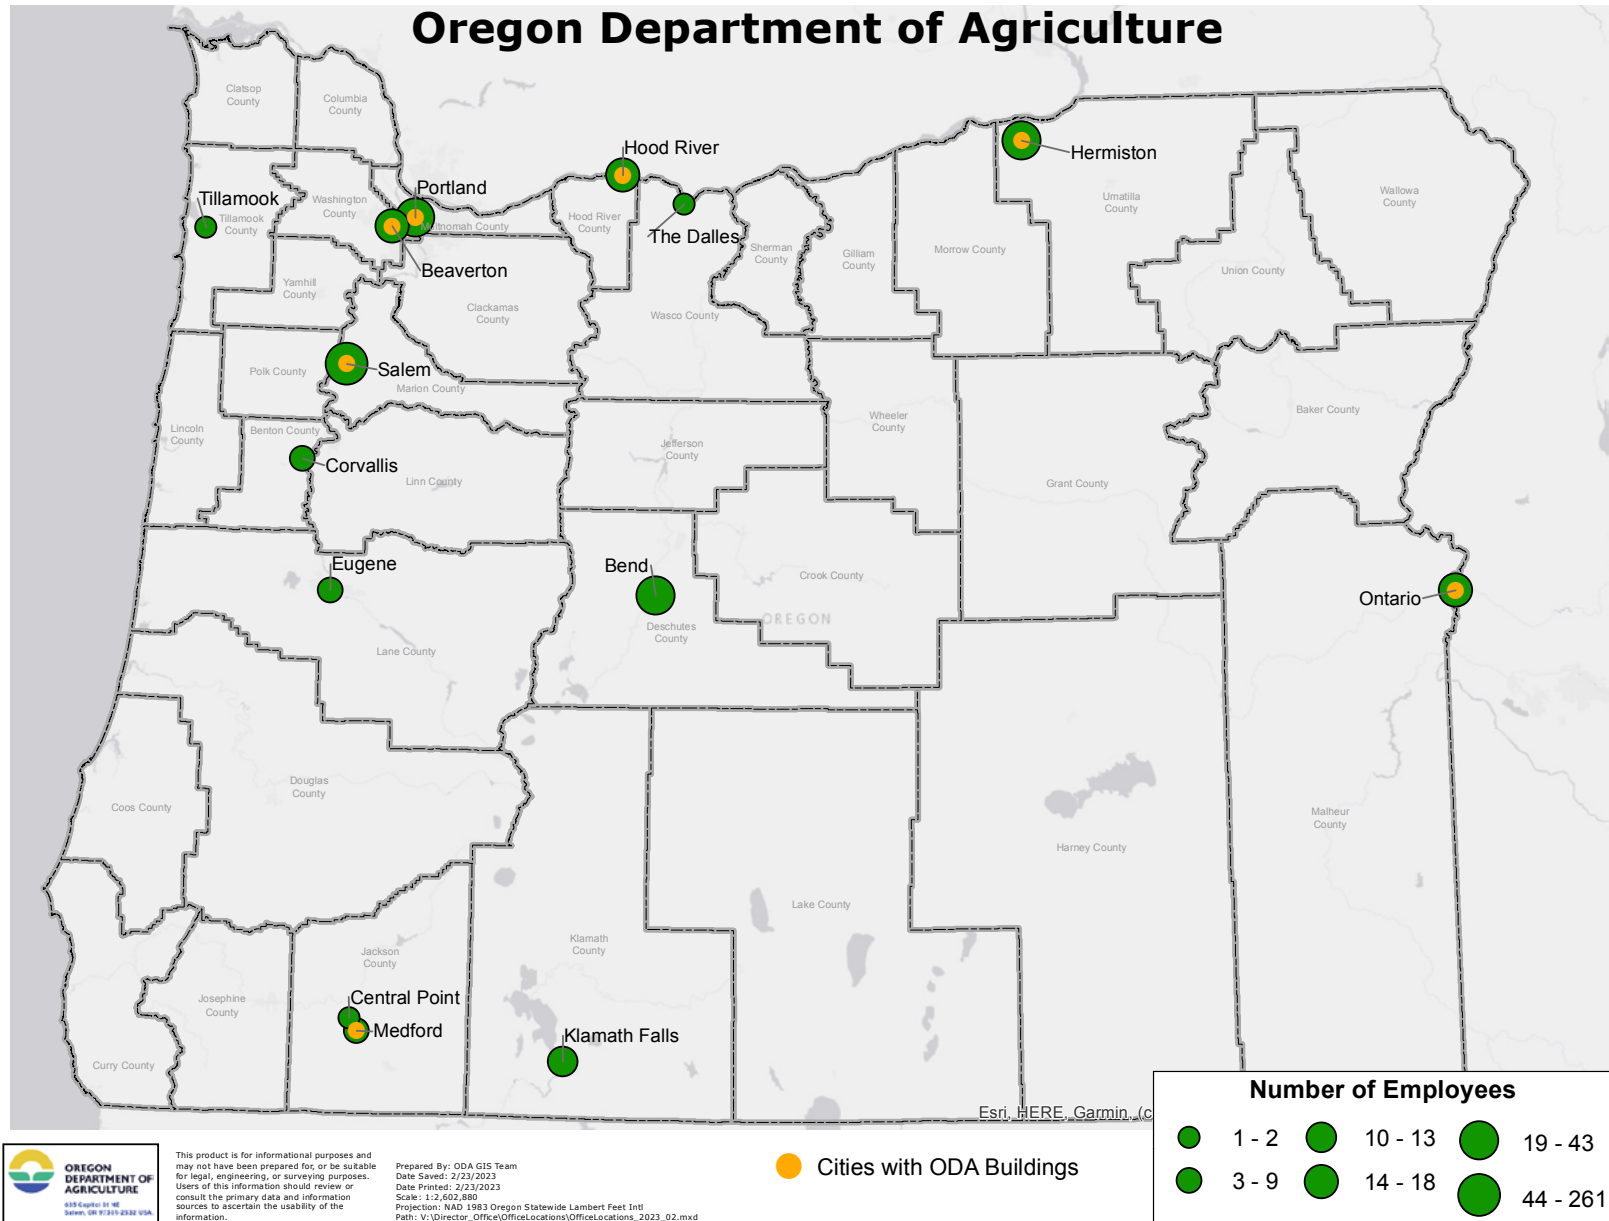 Oregon Department of Agriculture
Clatsop
County
Columbia
County
Hood River
Hermiston
Portland
Tillamook
Washington
County
Tillamook
County
Multnomah County
Hood River
County
The Dalles
Umatilla
County
Wallowa
County
Sherman
County
Gilliam
County
Morrow County
Union County
Beaverton
Yamhill
County
Clackamas
County
Wasco County
Polk County
Salem
Marion County
Lincoln
County
Benton County
Corvallis
Linn County
Jefferson
County
Wheeler
County
Baker County
Grant County
Eugene
Bend
Crook County
OREGON
Deschutes
County
Ontario
Lane County
Coos County
Douglas
County
Malheur
County
Harney County
Lake County
Jackson
County
Klamath
County
Josephine
County
Central Point
Medford
Klamath Falls
Curry County
Esri, HERE, Garmin, (c
Number of Employees
1 - 2
10 - 13
19 - 43
3 - 9
14 - 18
44 - 261
OREGON
DEPARTMENT OF
AGRICULTURE
635 Capitol St NE
Salem, OR 97301-2532 USA.
This product is for informational purposes and
may not have been prepared for, or be suitable
for legal, engineering, or surveying purposes.
Users of this information should review or
consult the primary data and information
sources to ascertain the usability of the
information.
Prepared By: ODA GIS Team
Date Saved: 2/23/2023
Date Printed: 2/23/2023
Scale: 1:2,602,880
Projection: NAD 1983 Oregon Statewide Lambert Feet Intl
Path: V:\Director_Office\OfficeLocations\OfficeLocations_2023_02.mxd
Cities with ODA Buildings